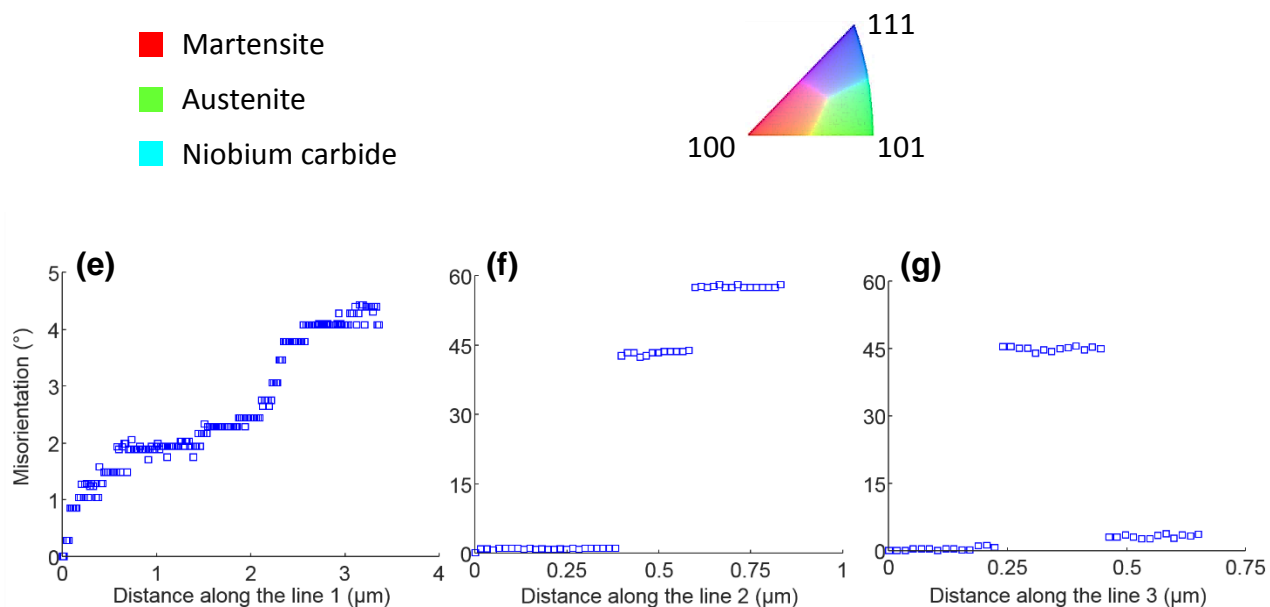 Martensite
Austenite
Niobium carbide
111
100
101
(e)
5
4
3
2
1
0
Misorientation (°)
0 1 2 3 4
Distance along the line 1 (µm)
(f)
60
45
30
15
0
0 0.25 0.5 0.75 1
Distance along the line 2 (µm)
(g)
60
45
30
15
0
0 0.25 0.5 0.75
Distance along the line 3 (µm)